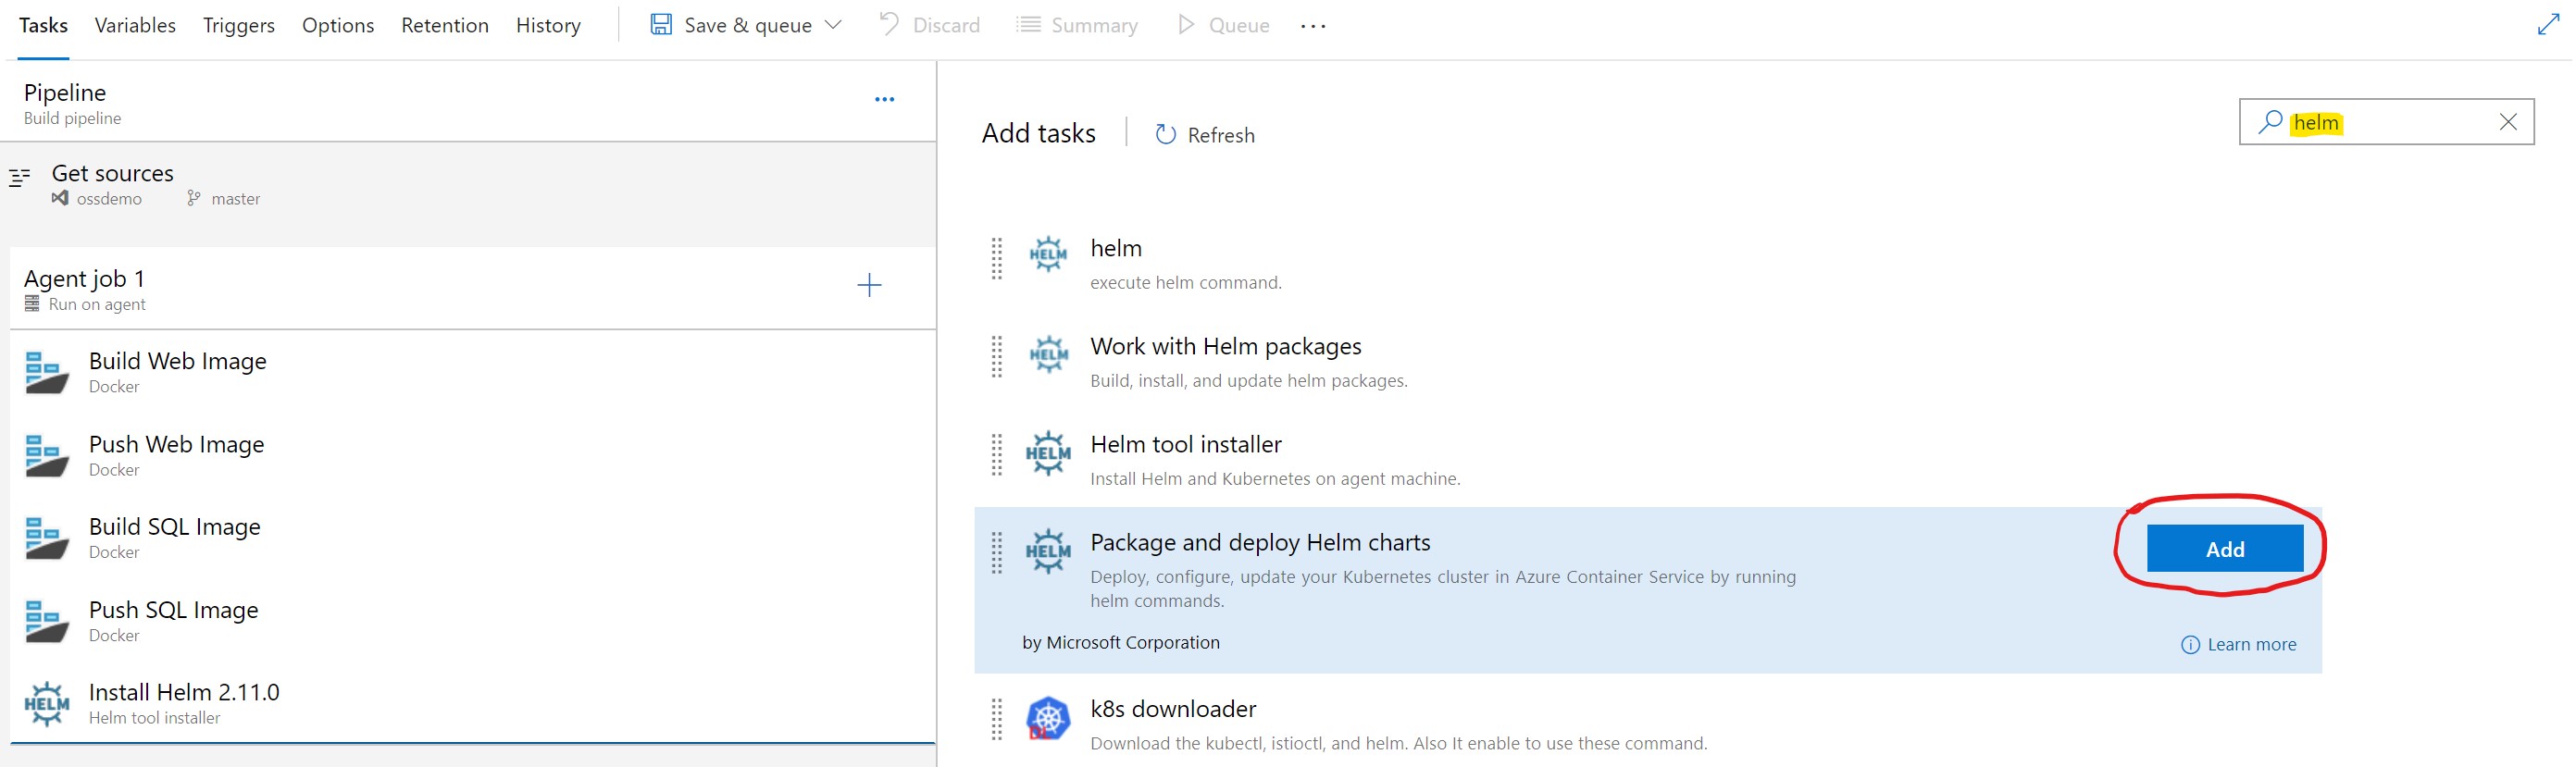 Tasks Variables Triggers Options Retention History Save & queue Discard Summary Queue ...
Pipeline
Build pipeline
Get sources
ossdemo master
Agent job 1
Run on agent
Build Web Image
Docker
Push Web Image
Docker
Build SQL Image
Docker
Push SQL Image
Docker
HELM
Install Helm 2.11.0
Helm tool installer
Add tasks Refresh
helm
HELM
helm
execute helm command.
HELM
Work with Helm packages
Build, install, and update helm packages.
HELM
Helm tool installer
Install Helm and Kubernetes on agent machine.
HELM
Package and deploy Helm charts
Deploy, configure, update your Kubernetes cluster in Azure Container Service by running
helm commands.
Add
by Microsoft Corporation
Learn more
k8s downloader
Download the kubectl, istioctl, and helm. Also It enable to use these command.